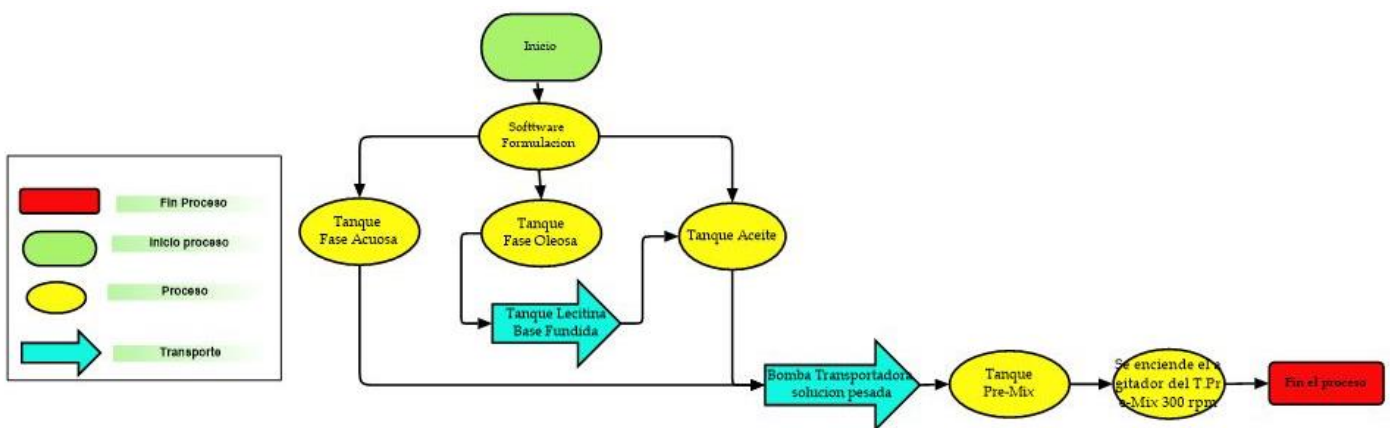 Inicio
Softtware
Formulacion
Tanque
Fase Acuosa
Tanque
Fase Oleosa
Tanque Aceite
Tanque Lecitina
Base Fundida
Bomba Transportadora
solucion pesada
Tanque
Pre-Mix
Se enciende el a
gitador del T.Pr
e-Mix 300 rpm
Fin el proceso
Fin Proceso
Inicio proceso
Proceso
Transporte